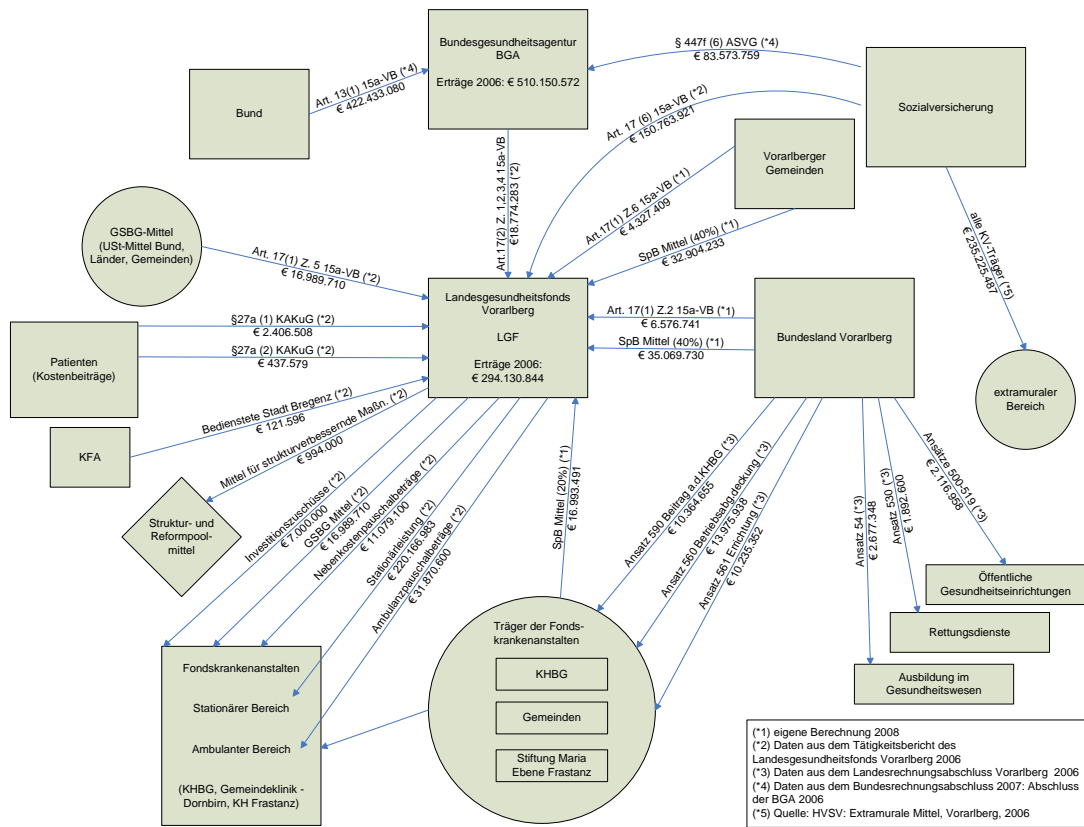 Bundesgesundheitsagentur
BGA
Erträge 2006: € 510.150.572
Bund
Art. 13(1) 15a-VB (*4)
€ 422.433.080
§ 447f (6) ASVG (*4)
€ 83.573.759
Sozialversicherung
Art. 17 (6) 15a-VB (*2)
€ 150.763.921
Vorarlberger
Gemeinden
Art.17(2) Z. 1,2,3,4 15a-VB
€18.774.283 (*2)
Art.17(1) Z.6 15a-VB (*1)
€ 4.327.409
SpB Mittel (40%) (*1)
€ 32.904.233
alle KV-Träger
€ 235.225.487
(*5)
GSBG-Mittel
(USt-Mittel Bund,
Länder, Gemeinden)
Art. 17(1) Z. 5 15a-VB (*2)
€ 16.989.710
Landesgesundheitsfonds
Vorarlberg
LGF
Erträge 2006:
€ 294.130.844
Art. 17(1) Z.2 15a-VB (*1)
€ 6.576.741
SpB Mittel (40%) (*1)
€ 35.069.730
Bundesland Vorarlberg
Patienten
(Kostenbeiträge)
§27a (1) KAKuG (*2)
€ 2.406.508
§27a (2) KAKuG (*2)
€ 437.579
extramuraler
Bereich
KFA
Bedienstete Stadt Bregenz (*2)
€ 121.596
Mittel für strukturverbessernde Maßn. (*2)
€ 994.000
Struktur- und
Reformpool-
mittel
Investitionszuschüsse (*2)
€ 7.000.000
GSBG Mittel (*2)
€ 16.989.710
Nebenkostenpauschalbeträge (*2)
€ 11.079.100
Stationärleistung (*2)
€ 220.166.983
Ambulanzpauschalbeträge (*2)
€ 31.870.600
SpB Mittel (20%) (*1)
€ 16.993.491
Ansatz 590 Beitrag a.d.KHBG (*3)
€ 10.364.655
Ansatz 560 Betriebsabg.deckung (*3)
€ 13.975.938
Ansatz 561 Errichtung (*3)
€ 10.235.352
Ansatz 54 (*3)
€ 2.677.348
Ansatz 530 (*3)
€ 1.892.600
Ansätze 500-519 (*3)
€ 2.116.958
Öffentliche
Gesundheitseinrichtungen
Rettungsdienste
Ausbildung im
Gesundheitswesen
Träger der Fonds-
krankenanstalten
KHBG
Gemeinden
Stiftung Maria
Ebene Frastanz
Fondskrankenanstalten
Stationärer Bereich
Ambulanter Bereich
(KHBG, Gemeindeklinik -
Dornbirn, KH Frastanz)
(*1) eigene Berechnung 2008
(*2) Daten aus dem Tätigkeitsbericht des
Landesgesundheitsfonds Vorarlberg 2006
(*3) Daten aus dem Landesrechnungsabschluss Vorarlberg 2006
(*4) Daten aus dem Bundesrechnungsabschluss 2007: Abschluss
der BGA 2006
(*5) Quelle: HVSV: Extramurale Mittel, Vorarlberg, 2006